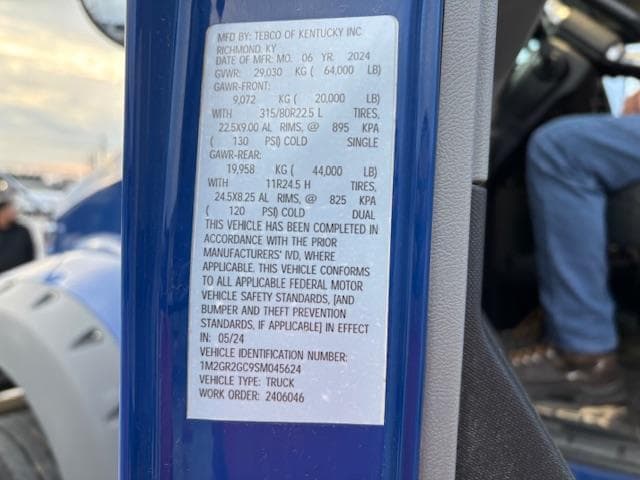 MFD BY: TEBCO OF KENTUCKY INC
RICHMOND, KY
DATE OF MFR: MO. 06 YR. 2024
GVWR: 29,030 KG ( 64,000 LB)
GAWR-FRONT:
9,072 KG ( 20,000 LB)
WITH 315/80R22.5 L TIRES,
22.5X9.00 AL RIMS, @ 895 KPA
( 130 PSI) COLD SINGLE
GAWR-REAR:
19,958 KG ( 44,000 LB)
WITH 11R24.5 H TIRES,
24.5X8.25 AL RIMS, @ 825 KPA
( 120 PSI) COLD DUAL
THIS VEHICLE HAS BEEN COMPLETED IN
ACCORDANCE WITH THE PRIOR
MANUFACTURERS' IVD, WHERE
APPLICABLE. THIS VEHICLE CONFORMS
TO ALL APPLICABLE FEDERAL MOTOR
VEHICLE SAFETY STANDARDS, [AND
BUMPER AND THEFT PREVENTION
STANDARDS, IF APPLICABLE] IN EFFECT
IN: 05/24
VEHICLE IDENTIFICATION NUMBER:
1M2GR2GC9SM045624
VEHICLE TYPE: TRUCK
WORK ORDER: 2406046